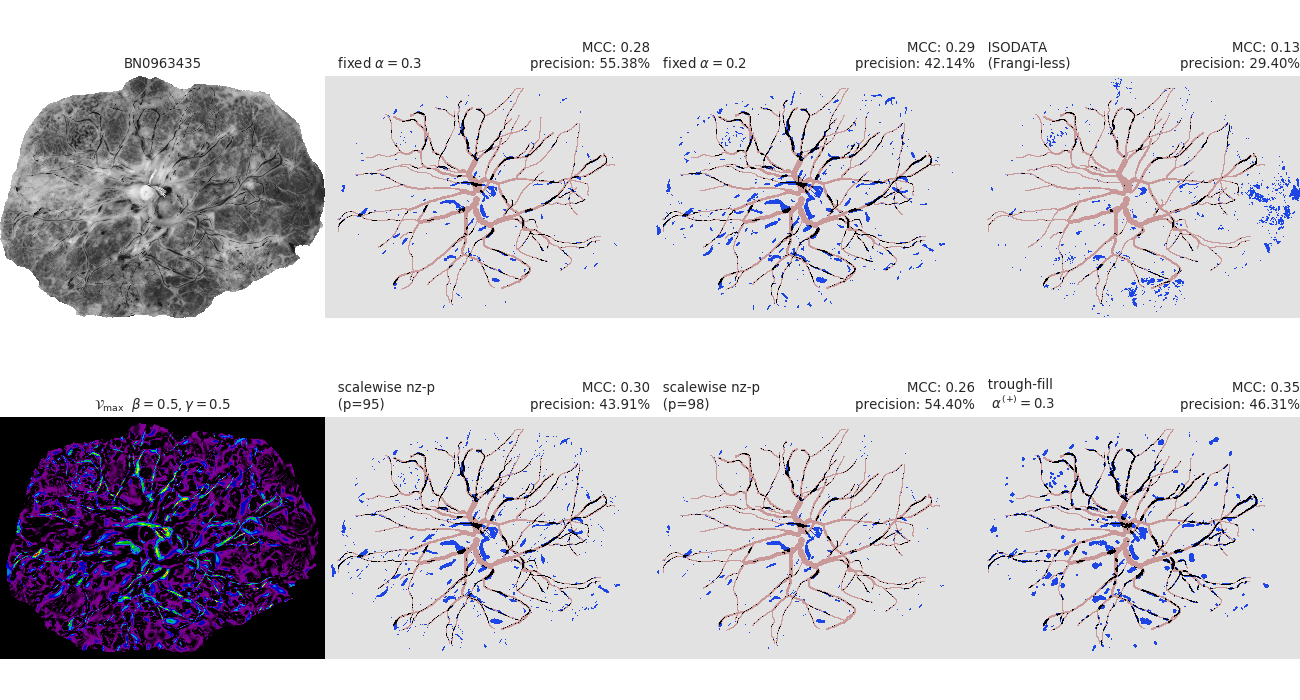 BN0963435
fixed α = 0.3
MCC: 0.28
precision: 55.38%
fixed α = 0.2
MCC: 0.29
precision: 42.14%
ISODATA
(Frangi-less)
MCC: 0.13
precision: 29.40%
𝒱max β = 0.5, γ = 0.5
scalewise nz-p
(p=95)
MCC: 0.30
precision: 43.91%
scalewise nz-p
(p=98)
MCC: 0.26
precision: 54.40%
trough-fill
α(+) = 0.3
MCC: 0.35
precision: 46.31%